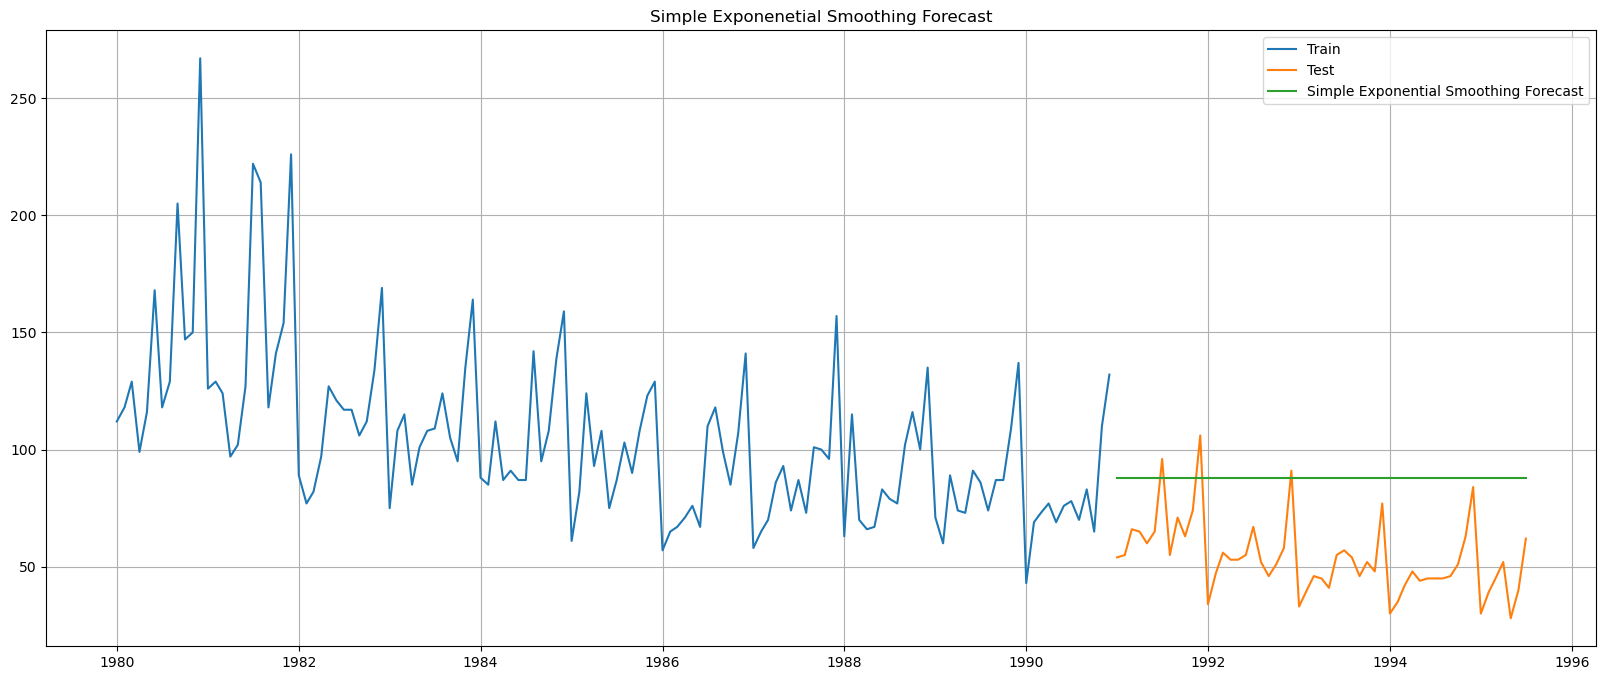 Simple Exponenetial Smoothing Forecast
Train
Test
Simple Exponential Smoothing Forecast
250
200
150
100
50
1980 1982 1984 1986 1988 1990 1992 1994 1996